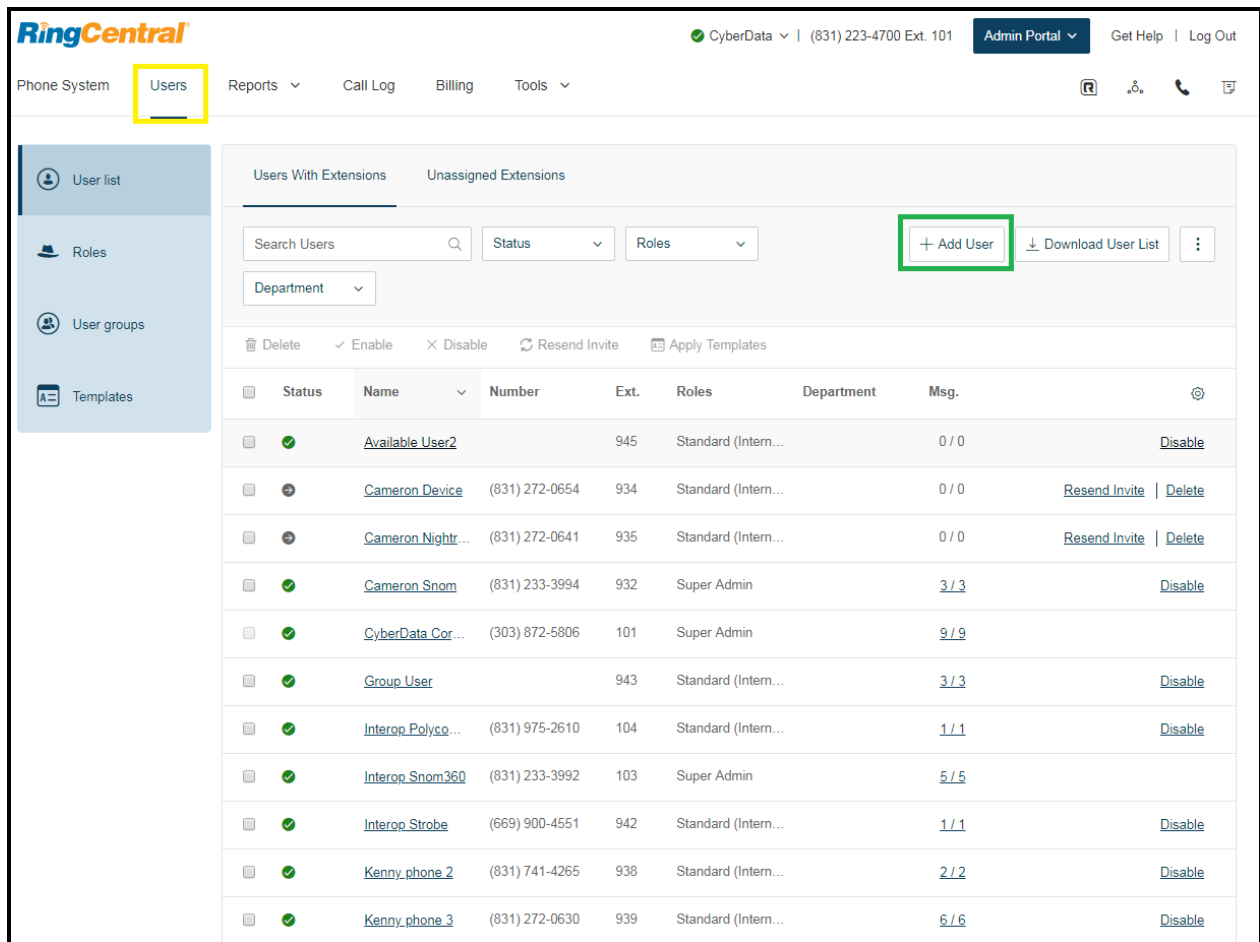 RingCentral
CyberData | (831) 223-4700 Ext. 101 Admin Portal Get Help | Log Out
Phone System Users Reports Call Log Billing Tools
User list
Roles
User groups
Templates
Users With Extensions Unassigned Extensions
Search Users Status Roles + Add User Download User List
Department
Delete Enable Disable Resend Invite Apply Templates
Status Name Number Ext. Roles Department Msg.
Available User2 945 Standard (Intern... 0 / 0 Disable
Cameron Device (831) 272-0654 934 Standard (Intern... 0 / 0 Resend Invite | Delete
Cameron Nightr... (831) 272-0641 935 Standard (Intern... 0 / 0 Resend Invite | Delete
Cameron Snom (831) 233-3994 932 Super Admin 3 / 3 Disable
CyberData Cor... (303) 872-5806 101 Super Admin 9 / 9
Group User 943 Standard (Intern... 3 / 3 Disable
Interop Polyco... (831) 975-2610 104 Standard (Intern... 1 / 1 Disable
Interop Snom360 (831) 233-3992 103 Super Admin 5 / 5
Interop Strobe (669) 900-4551 942 Standard (Intern... 1 / 1 Disable
Kenny phone 2 (831) 741-4265 938 Standard (Intern... 2 / 2 Disable
Kenny phone 3 (831) 272-0630 939 Standard (Intern... 6 / 6 Disable